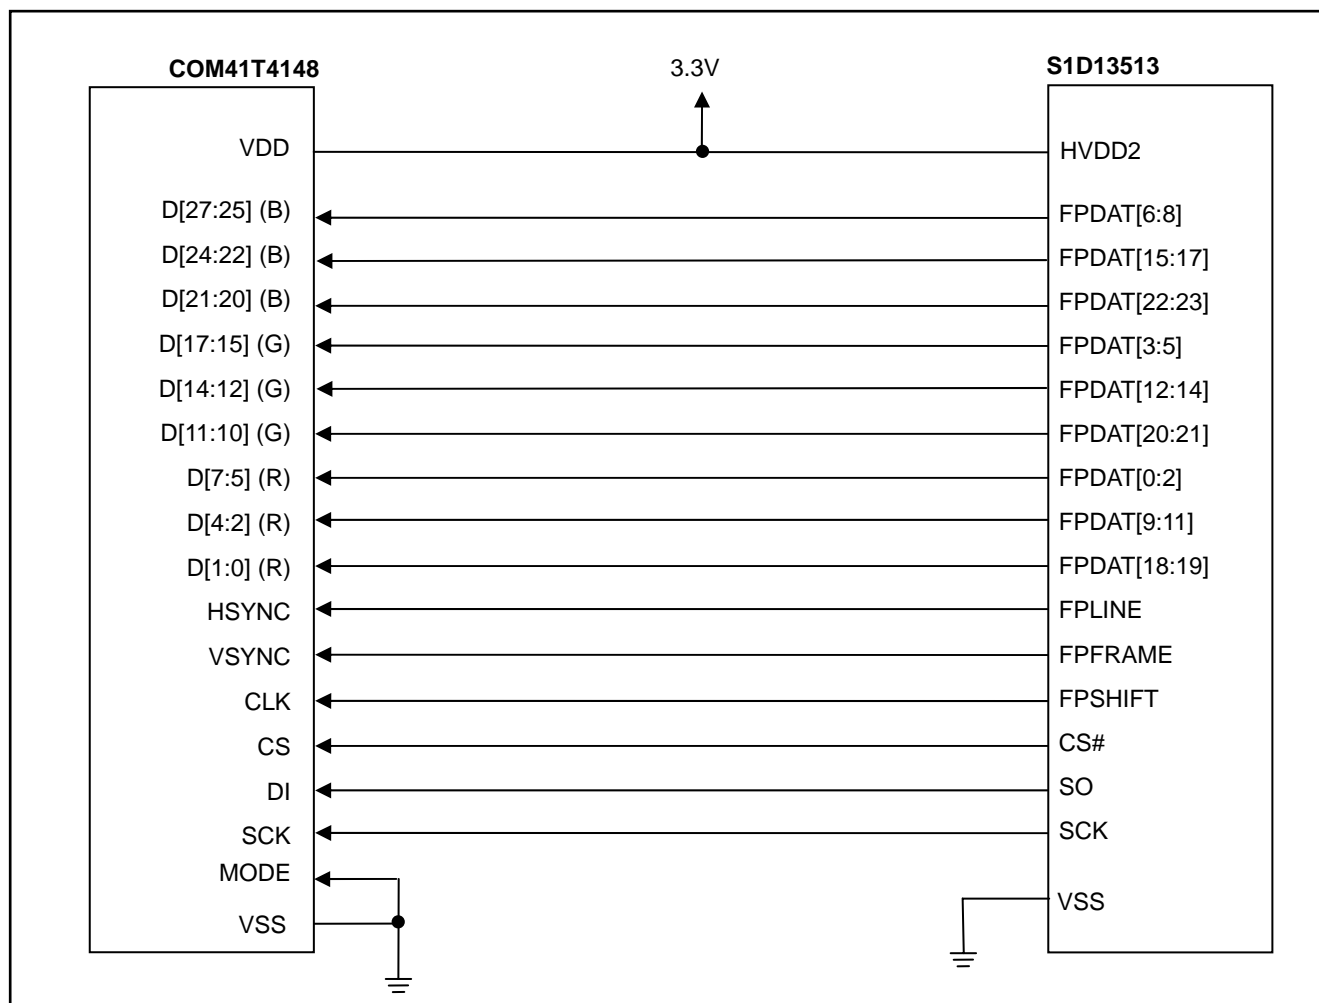 COM41T4148 3.3V S1D13513
VDD HVDD2
D[27:25] (B) FPDAT[6:8]
D[24:22] (B) FPDAT[15:17]
D[21:20] (B) FPDAT[22:23]
D[17:15] (G) FPDAT[3:5]
D[14:12] (G) FPDAT[12:14]
D[11:10] (G) FPDAT[20:21]
D[7:5] (R) FPDAT[0:2]
D[4:2] (R) FPDAT[9:11]
D[1:0] (R) FPDAT[18:19]
HSYNC FPLINE
VSYNC FPFRAME
CLK FPSHIFT
CS CS#
DI SO
SCK SCK
MODE
VSS VSS